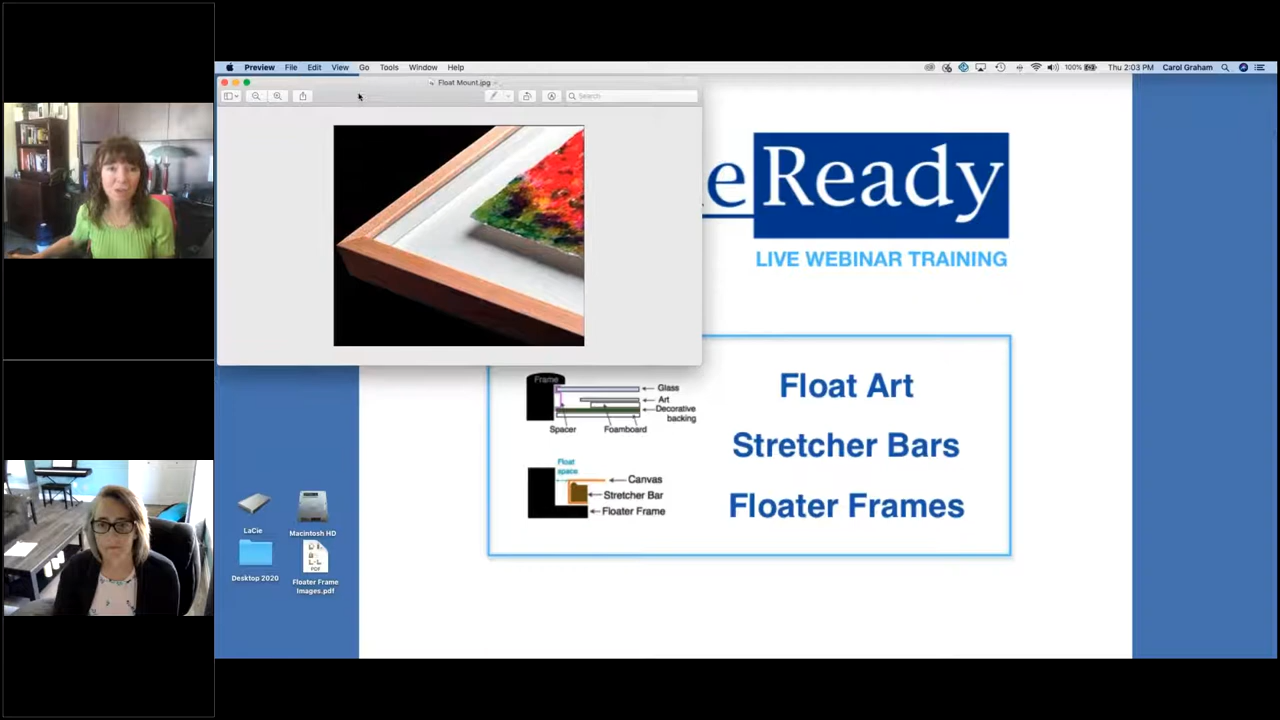 Preview File Edit View Go Tools Window Help
100% Thu 2:03 PM Carol Graham
Float Mount.jpg
Search
eReady
LIVE WEBINAR TRAINING
Float Art
Stretcher Bars
Floater Frames
Frame
Glass
Art
Decorative
backing
Spacer
Foamboard
Float
space
Canvas
Stretcher Bar
Floater Frame
LaCie
Macintosh HD
PDF
Desktop 2020
Floater Frame
Images.pdf